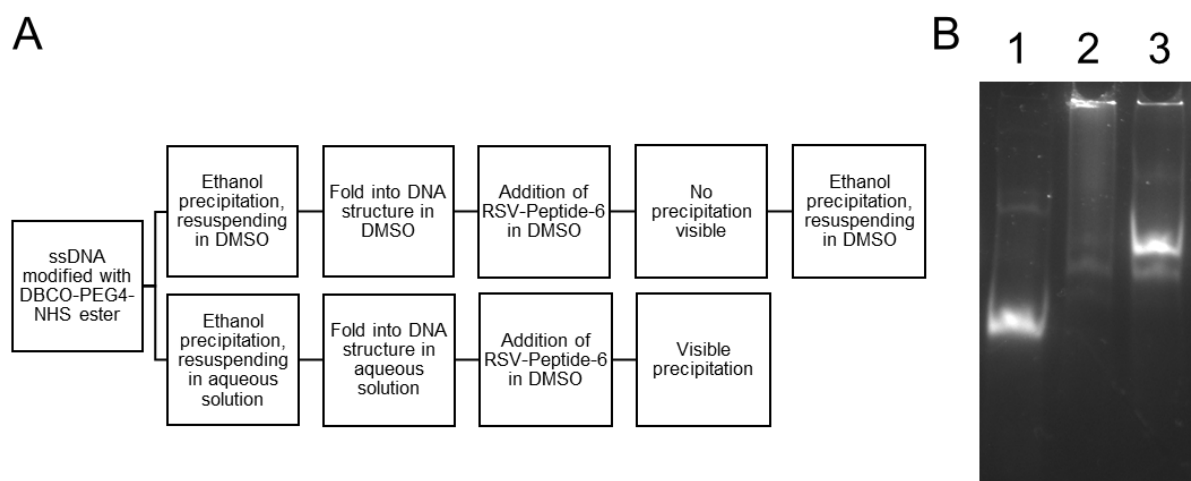 A
B
1 2 3
ssDNA
modified with
DBCO-PEG4-
NHS ester
Ethanol
precipitation,
resuspending
in DMSO
Fold into DNA
structure in
DMSO
Addition of
RSV-Peptide-6
in DMSO
No
precipitation
visible
Ethanol
precipitation,
resuspending
in DMSO
Ethanol
precipitation,
resuspending
in aqueous
solution
Fold into DNA
structure in
aqueous
solution
Addition of
RSV-Peptide-6
in DMSO
Visible
precipitation